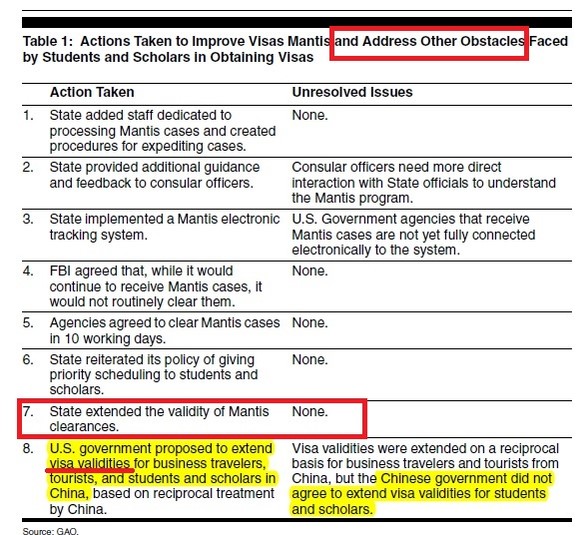 Table 1: Actions Taken to Improve Visas Mantis and Address Other Obstacles Faced
by Students and Scholars in Obtaining Visas
Action Taken Unresolved Issues
1. State added staff dedicated to None.
processing Mantis cases and created
procedures for expediting cases.
2. State provided additional guidance Consular officers need more direct
and feedback to consular officers. interaction with State officials to understand
the Mantis program.
3. State implemented a Mantis electronic U.S. Government agencies that receive
tracking system. Mantis cases are not yet fully connected
electronically to the system.
4. FBI agreed that, while it would None.
continue to receive Mantis cases, it
would not routinely clear them.
5. Agencies agreed to clear Mantis cases None.
in 10 working days.
6. State reiterated its policy of giving None.
priority scheduling to students and
scholars.
7. State extended the validity of Mantis None.
clearances.
8. U.S. government proposed to extend Visa validities were extended on a reciprocal
visa validities for business travelers, basis for business travelers and tourists from
tourists, and students and scholars in China, but the Chinese government did not
China, based on reciprocal treatment agree to extend visa validities for students
by China. and scholars.
Source: GAO.